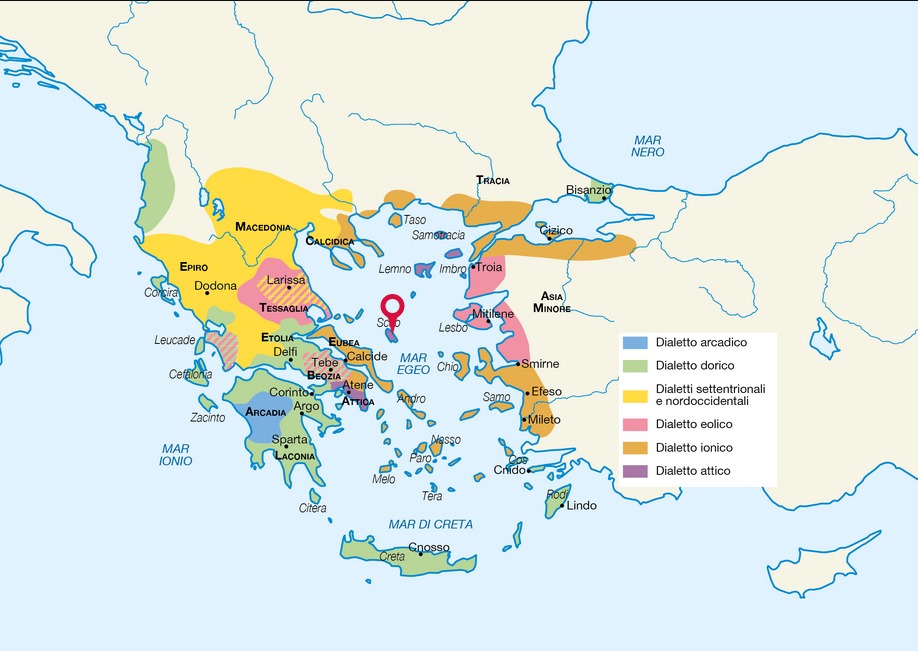 MAR
NERO
TRACIA
Bisanzio
Taso
Samotracia
Cizico
MACEDONIA
CALCIDICA
EPIRO
Lemno
Imbro
Troia
Dodona
Larissa
Corcira
TESSAGLIA
ASIA
MINORE
Mitilene
Lesbo
Leucade
ETOLIA
EUBEA
Delfi
Calcide
MAR
EGEO
Chio
Smirne
Tebe
BEOZIA
Cefalonia
Atene
ATTICA
Corinto
Andro
Samo
Efeso
Zacinto
ARCADIA
Argo
Mileto
Sparta
LACONIA
Nasso
Paro
MAR
IONIO
Melo
Tera
Cos
Cnido
Citera
Rodi
Lindo
MAR DI CRETA
Cnosso
Creta
Dialetto arcadico
Dialetto dorico
Dialetti settentrionali
e nordoccidentali
Dialetto eolico
Dialetto ionico
Dialetto attico